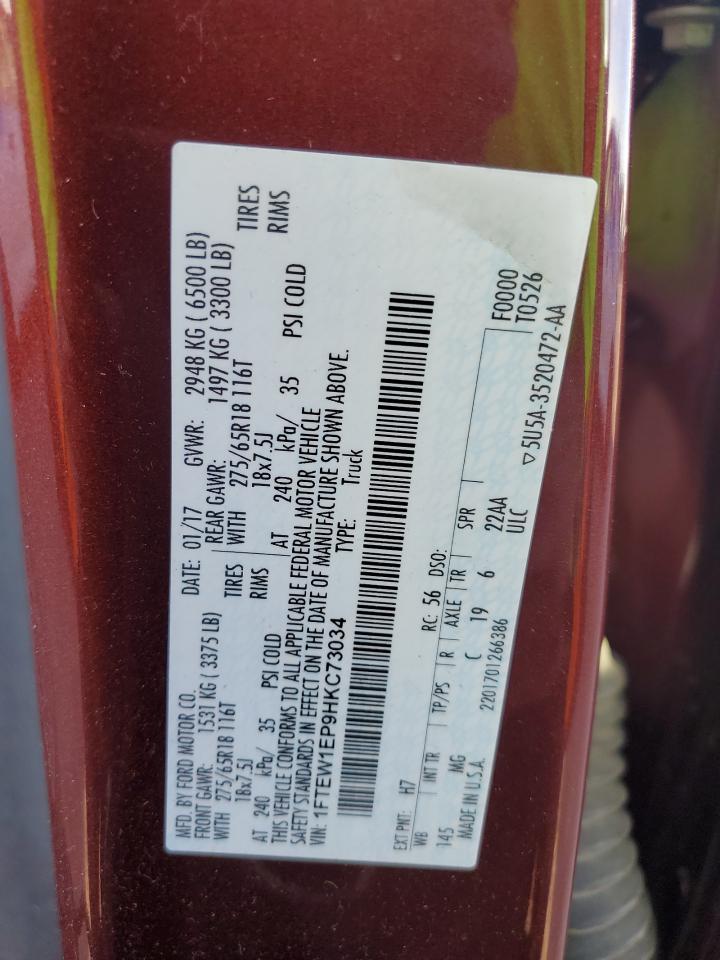 MFD. BY FORD MOTOR CO. DATE: 01/17 GVWR: 2948 KG ( 6500 LB)
FRONT GAWR: 1531 KG ( 3375 LB) REAR GAWR: 1497 KG ( 3300 LB)
WITH 275/65R18 116T TIRES WITH 275/65R18 116T TIRES
18x7.5J RIMS 18x7.5J RIMS
AT 240 kPa/ 35 PSI COLD AT 240 kPa/ 35 PSI COLD
THIS VEHICLE CONFORMS TO ALL APPLICABLE FEDERAL MOTOR VEHICLE
SAFETY STANDARDS IN EFFECT ON THE DATE OF MANUFACTURE SHOWN ABOVE.
VIN: 1FTEW1EP9HKC73034 TYPE: Truck
EXT PNT: H7 RC: 56 DSO: F0000
WB INT TR TP/PS R AXLE TR SPR T0526
145 MG C 19 6 22AA
MADE IN U.S.A. 2201701266386 ULC ▽5U5A-3520472-AA